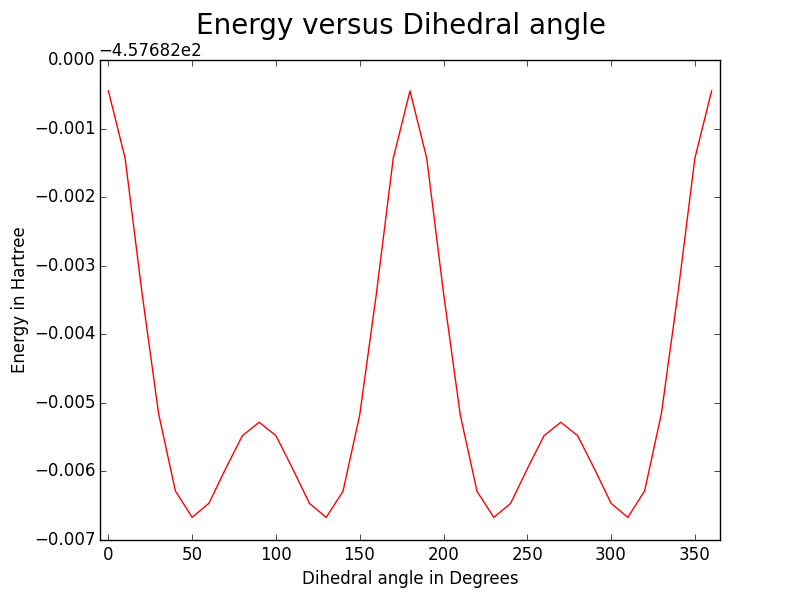 Energy versus Dihedral angle
−4.57682e2
0.000
−0.001
−0.002
−0.003
−0.004
−0.005
−0.006
−0.007
Energy in Hartree
0 50 100 150 200 250 300 350
Dihedral angle in Degrees